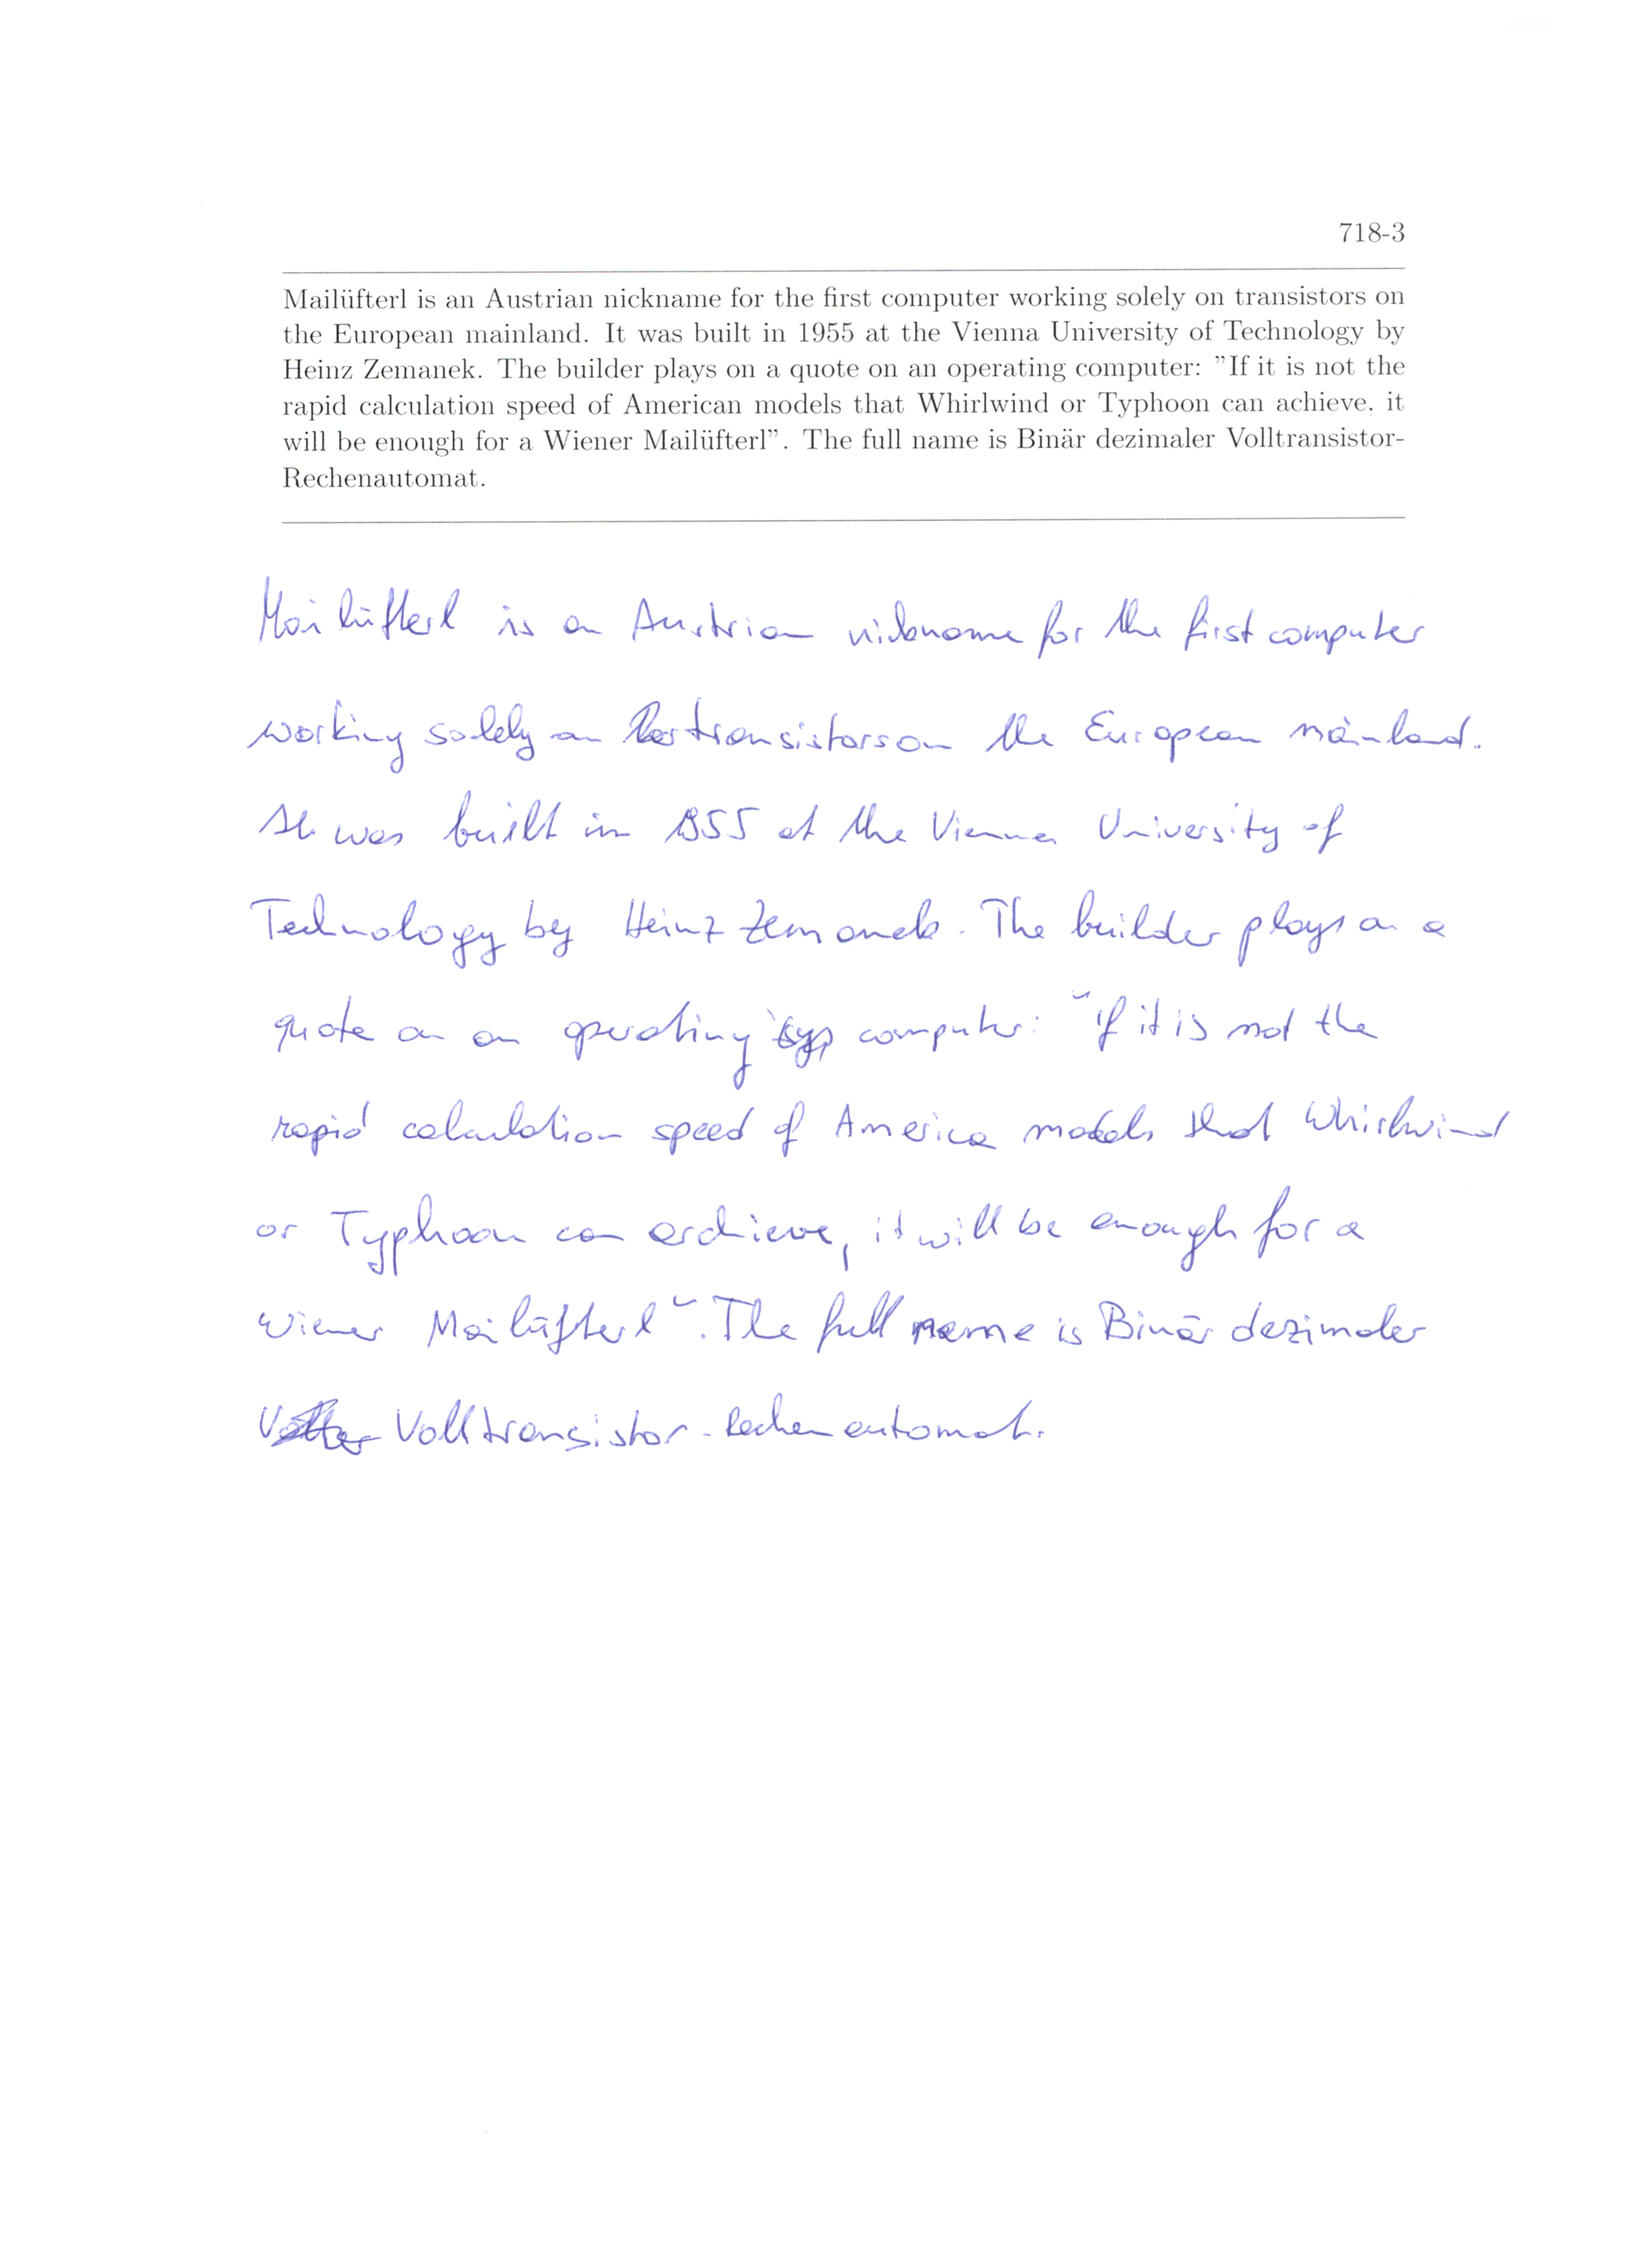 718-3
Mailüfterl is an Austrian nickname for the first computer working solely on transistors on
the European mainland. It was built in 1955 at the Vienna University of Technology by
Heinz Zemanek. The builder plays on a quote on an operating computer: "If it is not the
rapid calculation speed of American models that Whirlwind or Typhoon can achieve. it
will be enough for a Wiener Mailüfterl". The full name is Binär dezimaler Volltransistor-
Rechenautomat.
Mailüfterl is an Austrian nickname for the first computer
working solely on transistors on the European mainland.
It was built in 1955 at the Vienna University of
Technology by Heinz Zemanek. The builder plays on a
quote on an operating computer: "if it is not the
rapid calculation speed of America models that Whirlwind
or Typhoon can archieve, it will be enough for a
Wiener Mailüfterl". The full name is Binär dezimaler
Volltransistor-Rechenautomat.